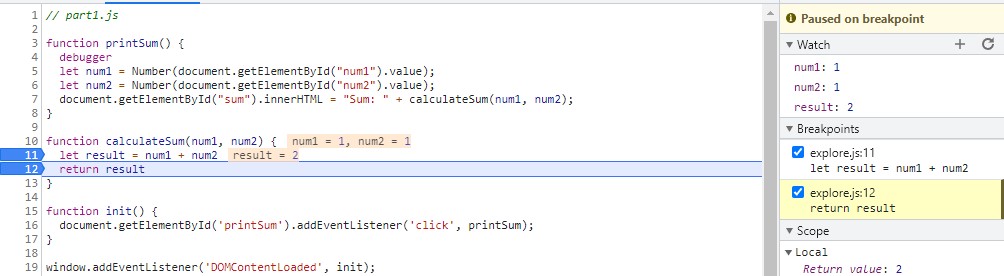 1 // part1.js
2
3 function printSum() {
4 debugger
5 let num1 = Number(document.getElementById("num1").value);
6 let num2 = Number(document.getElementById("num2").value);
7 document.getElementById("sum").innerHTML = "Sum: " + calculateSum(num1, num2);
8 }
9
10 function calculateSum(num1, num2) { num1 = 1, num2 = 1
11 let result = num1 + num2 result = 2
12 return result
13 }
14
15 function init() {
16 document.getElementById('printSum').addEventListener('click', printSum);
17 }
18
19 window.addEventListener('DOMContentLoaded', init);
Paused on breakpoint
Watch
num1: 1
num2: 1
result: 2
Breakpoints
explore.js:11
let result = num1 + num2
explore.js:12
return result
Scope
Local
Return value: 2